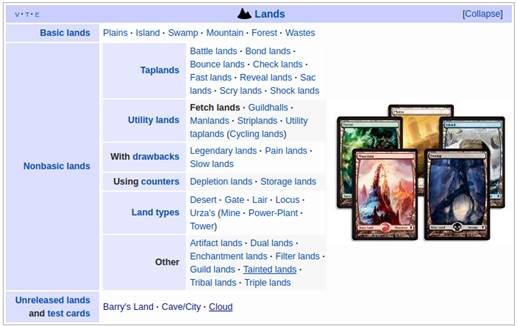 V · T · E Lands [Collapse]
Basic lands Plains · Island · Swamp · Mountain · Forest · Wastes
Nonbasic lands
Taplands
Battle lands · Bond lands ·
Bounce lands · Check lands ·
Fast lands · Reveal lands · Sac
lands · Scry lands · Shock lands
Utility lands
Fetch lands · Guildhalls ·
Manlands · Striplands · Utility
taplands (Cycling lands)
With drawbacks
Legendary lands · Pain lands ·
Slow lands
Using counters Depletion lands · Storage lands
Land types
Desert · Gate · Lair · Locus ·
Urza's (Mine · Power-Plant ·
Tower)
Other
Artifact lands · Dual lands ·
Enchantment lands · Filter lands ·
Guild lands · Tainted lands ·
Tribal lands · Triple lands
Unreleased lands
and test cards
Barry's Land · Cave/City · Cloud